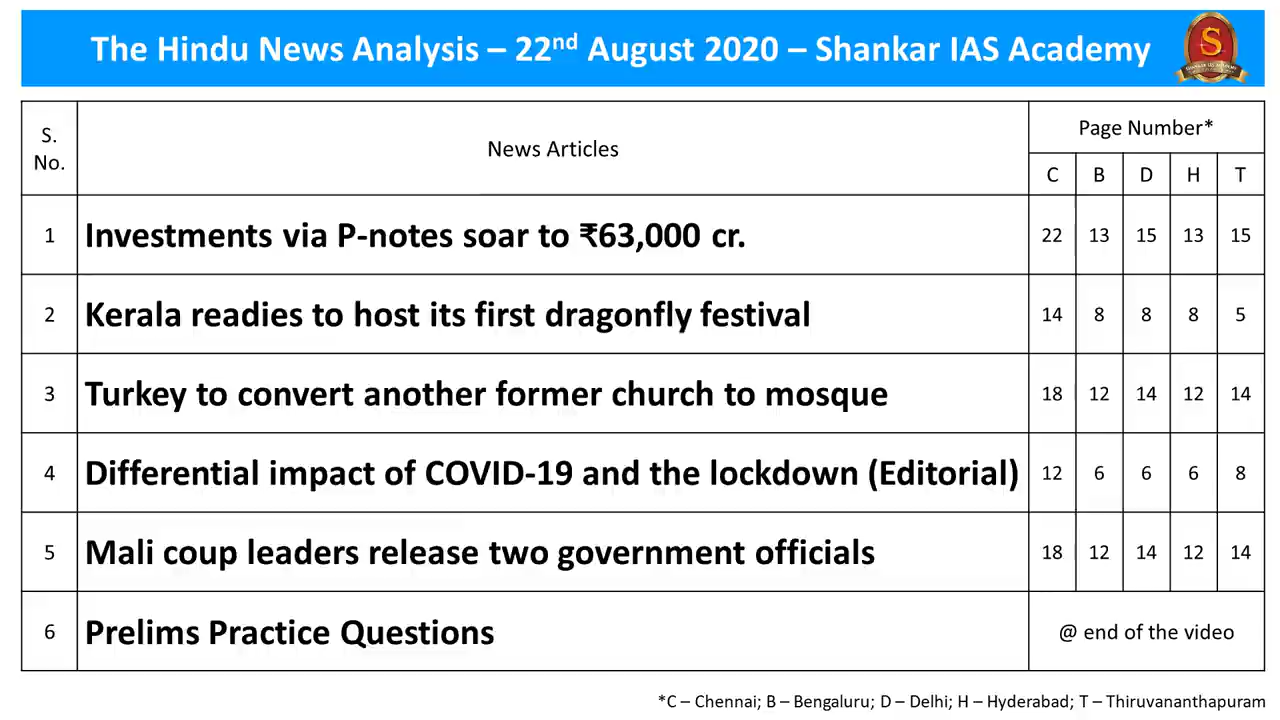 The Hindu News Analysis – 22nd August 2020 – Shankar IAS Academy
S
SHANKAR IAS ACADEMY
S. No.
News Articles
Page Number*
C B D H T
1 Investments via P-notes soar to ₹63,000 cr. 22 13 15 13 15
2 Kerala readies to host its first dragonfly festival 14 8 8 8 5
3 Turkey to convert another former church to mosque 18 12 14 12 14
4 Differential impact of COVID-19 and the lockdown (Editorial) 12 6 6 6 8
5 Mali coup leaders release two government officials 18 12 14 12 14
6 Prelims Practice Questions @ end of the video
*C – Chennai; B – Bengaluru; D – Delhi; H – Hyderabad; T – Thiruvananthapuram